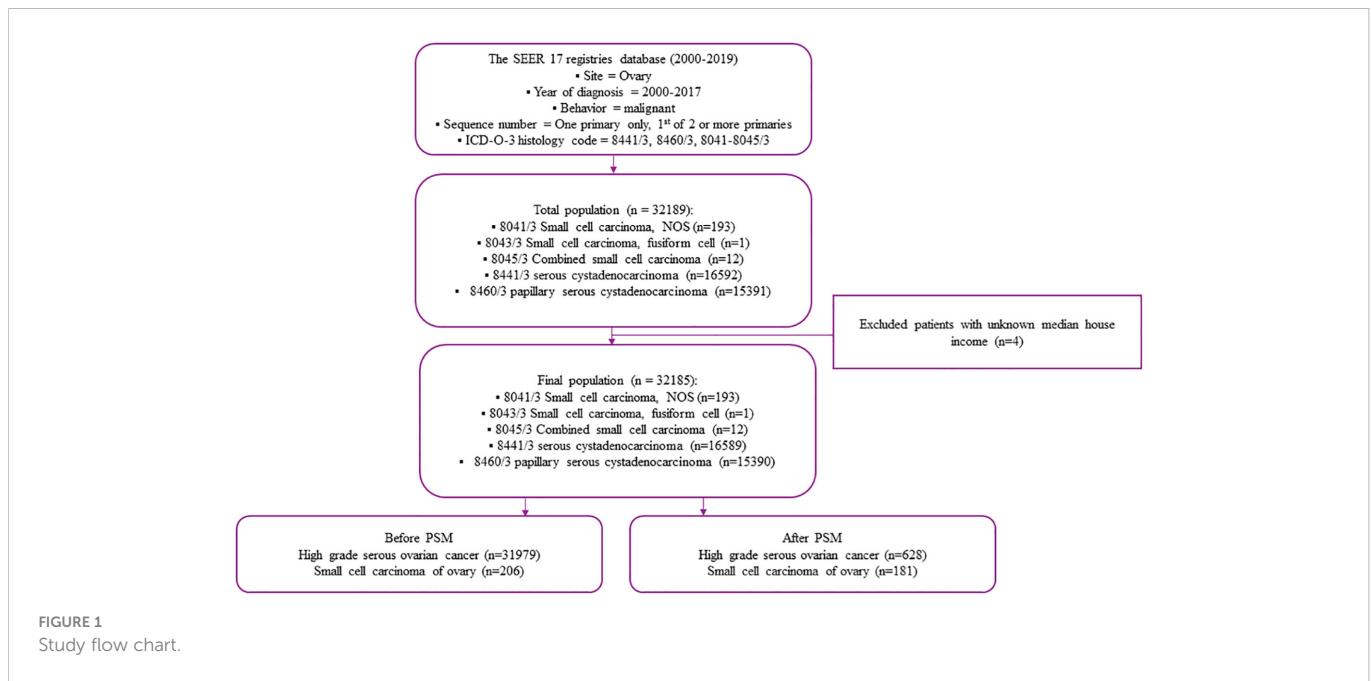 The SEER 17 registries database (2000-2019)
▪ Site = Ovary
▪ Year of diagnosis = 2000-2017
▪ Behavior = malignant
▪ Sequence number = One primary only, 1st of 2 or more primaries
▪ ICD-O-3 histology code = 8441/3, 8460/3, 8041-8045/3
Total population (n = 32189):
▪ 8041/3 Small cell carcinoma, NOS (n=193)
▪ 8043/3 Small cell carcinoma, fusiform cell (n=1)
▪ 8045/3 Combined small cell carcinoma (n=12)
▪ 8441/3 serous cystadenocarcinoma (n=16592)
▪ 8460/3 papillary serous cystadenocarcinoma (n=15391)
Excluded patients with unknown median house
income (n=4)
Final population (n = 32185):
▪ 8041/3 Small cell carcinoma, NOS (n=193)
▪ 8043/3 Small cell carcinoma, fusiform cell (n=1)
▪ 8045/3 Combined small cell carcinoma (n=12)
▪ 8441/3 serous cystadenocarcinoma (n=16589)
▪ 8460/3 papillary serous cystadenocarcinoma (n=15390)
Before PSM
High grade serous ovarian cancer (n=31979)
Small cell carcinoma of ovary (n=206)
After PSM
High grade serous ovarian cancer (n=628)
Small cell carcinoma of ovary (n=181)
FIGURE 1
Study flow chart.